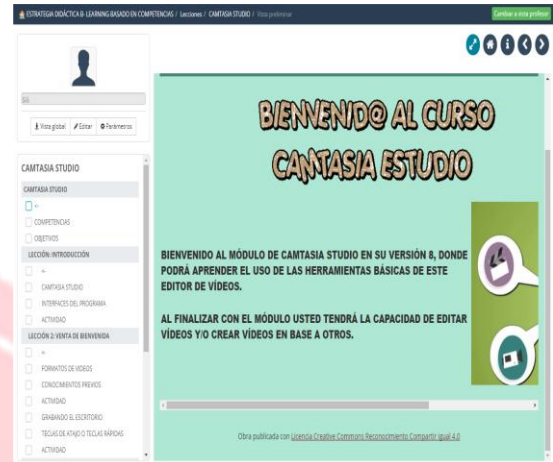 ESTRATEGIA DIDÁCTICA B- LEARNING BASADO EN COMPETENCIAS / Lecciones / CAMTASIA STUDIO / Vista preliminar
Cambiar a vista profesor
Vista global Editar Parámetros
CAMTASIA STUDIO
CAMTASIA STUDIO
COMPETENCIAS
OBJETIVOS
LECCIÓN: INTRODUCCIÓN
CAMTASIA STUDIO
INTERFACES DEL PROGRAMA
ACTIVIDAD
LECCIÓN 2: VENTA DE BIENVENIDA
FORMATOS DE VIDEOS
CONOCIMIENTOS PREVIOS
ACTIVIDAD
GRABANDO EL ESCRITORIO
TECLAS DE ATAJO O TECLAS RÁPIDAS
ACTIVIDAD
BIENVENID@ AL CURSO
CAMTASIA ESTUDIO
BIENVENIDO AL MÓDULO DE CAMTASIA STUDIO EN SU VERSIÓN 8, DONDE
PODRÁ APRENDER EL USO DE LAS HERRAMIENTAS BÁSICAS DE ESTE
EDITOR DE VÍDEOS.
AL FINALIZAR CON EL MÓDULO USTED TENDRÁ LA CAPACIDAD DE EDITAR
VÍDEOS Y/O CREAR VÍDEOS EN BASE A OTROS.
Obra publicada con Licencia Creative Commons Reconocimiento Compartir igual 4.0